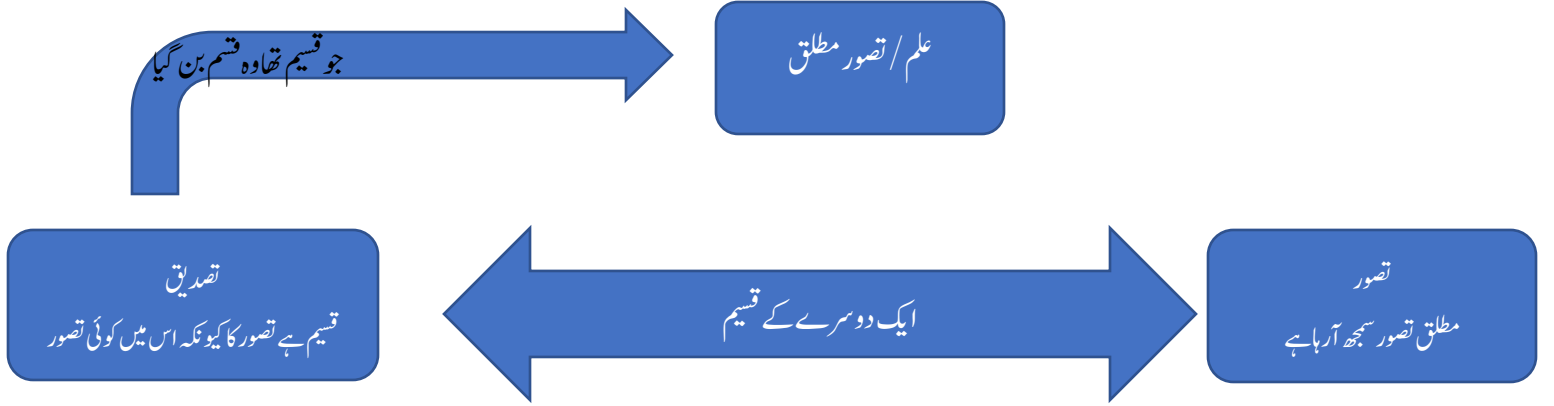 علم / تصور مطلق
جو قسیم تھا وہ قسم بن گیا
تصور
مطلق تصور سمجھ آرہا ہے
ایک دوسرے کے قسیم
تصدیق
قسیم ہے تصور کا کیونکہ اس میں کوئی تصور